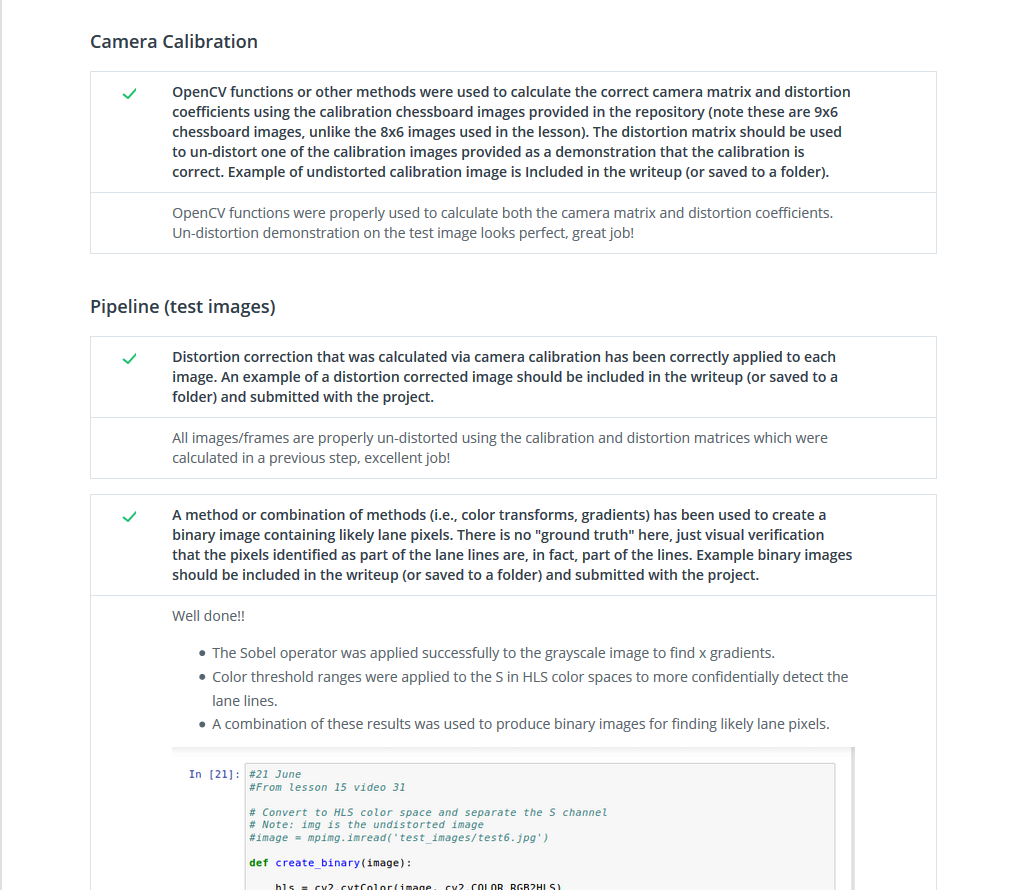 Camera Calibration
OpenCV functions or other methods were used to calculate the correct camera matrix and distortion
coefficients using the calibration chessboard images provided in the repository (note these are 9x6
chessboard images, unlike the 8x6 images used in the lesson). The distortion matrix should be used
to un-distort one of the calibration images provided as a demonstration that the calibration is
correct. Example of undistorted calibration image is Included in the writeup (or saved to a folder).
OpenCV functions were properly used to calculate both the camera matrix and distortion coefficients.
Un-distortion demonstration on the test image looks perfect, great job!
Pipeline (test images)
Distortion correction that was calculated via camera calibration has been correctly applied to each
image. An example of a distortion corrected image should be included in the writeup (or saved to a
folder) and submitted with the project.
All images/frames are properly un-distorted using the calibration and distortion matrices which were
calculated in a previous step, excellent job!
A method or combination of methods (i.e., color transforms, gradients) has been used to create a
binary image containing likely lane pixels. There is no "ground truth" here, just visual verification
that the pixels identified as part of the lane lines are, in fact, part of the lines. Example binary images
should be included in the writeup (or saved to a folder) and submitted with the project.
Well done!!
• The Sobel operator was applied successfully to the grayscale image to find x gradients.
• Color threshold ranges were applied to the S in HLS color spaces to more confidentially detect the
lane lines.
• A combination of these results was used to produce binary images for finding likely lane pixels.
In [21]: #21 June
#From lesson 15 video 31
# Convert to HLS color space and separate the S channel
# Note: img is the undistorted image
#image = mpimg.imread('test_images/test6.jpg')
def create_binary(image):
hls = cv2.cvtColor(image, cv2.COLOR_RGB2HLS)